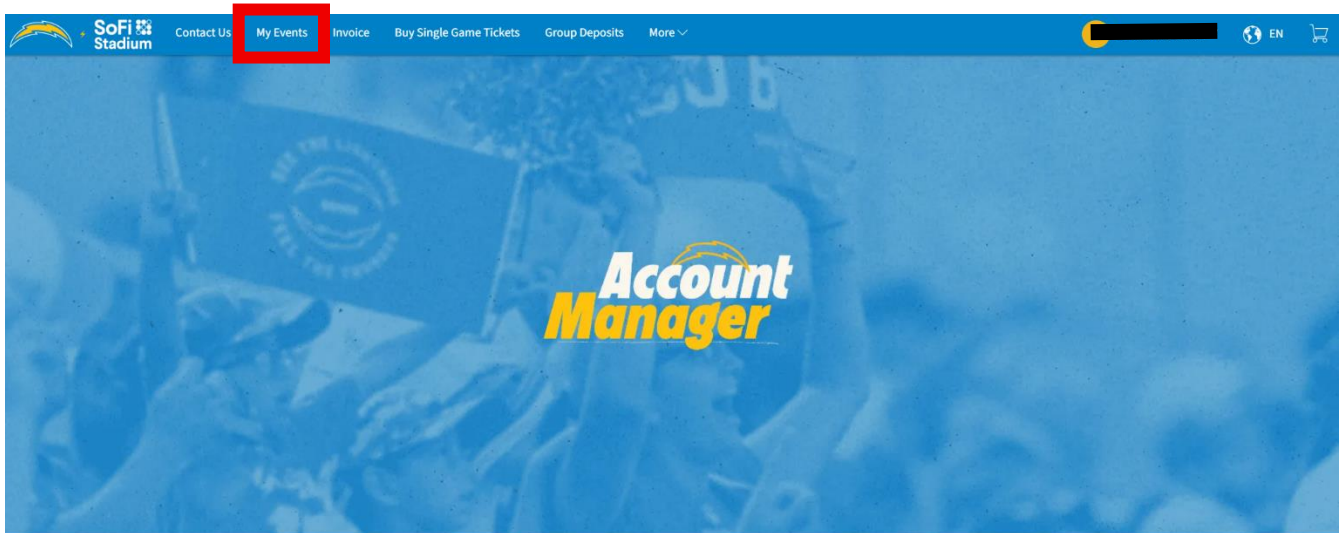 SoFi
Stadium
Contact Us
My Events
Invoice
Buy Single Game Tickets
Group Deposits
More
EN
Account
Manager